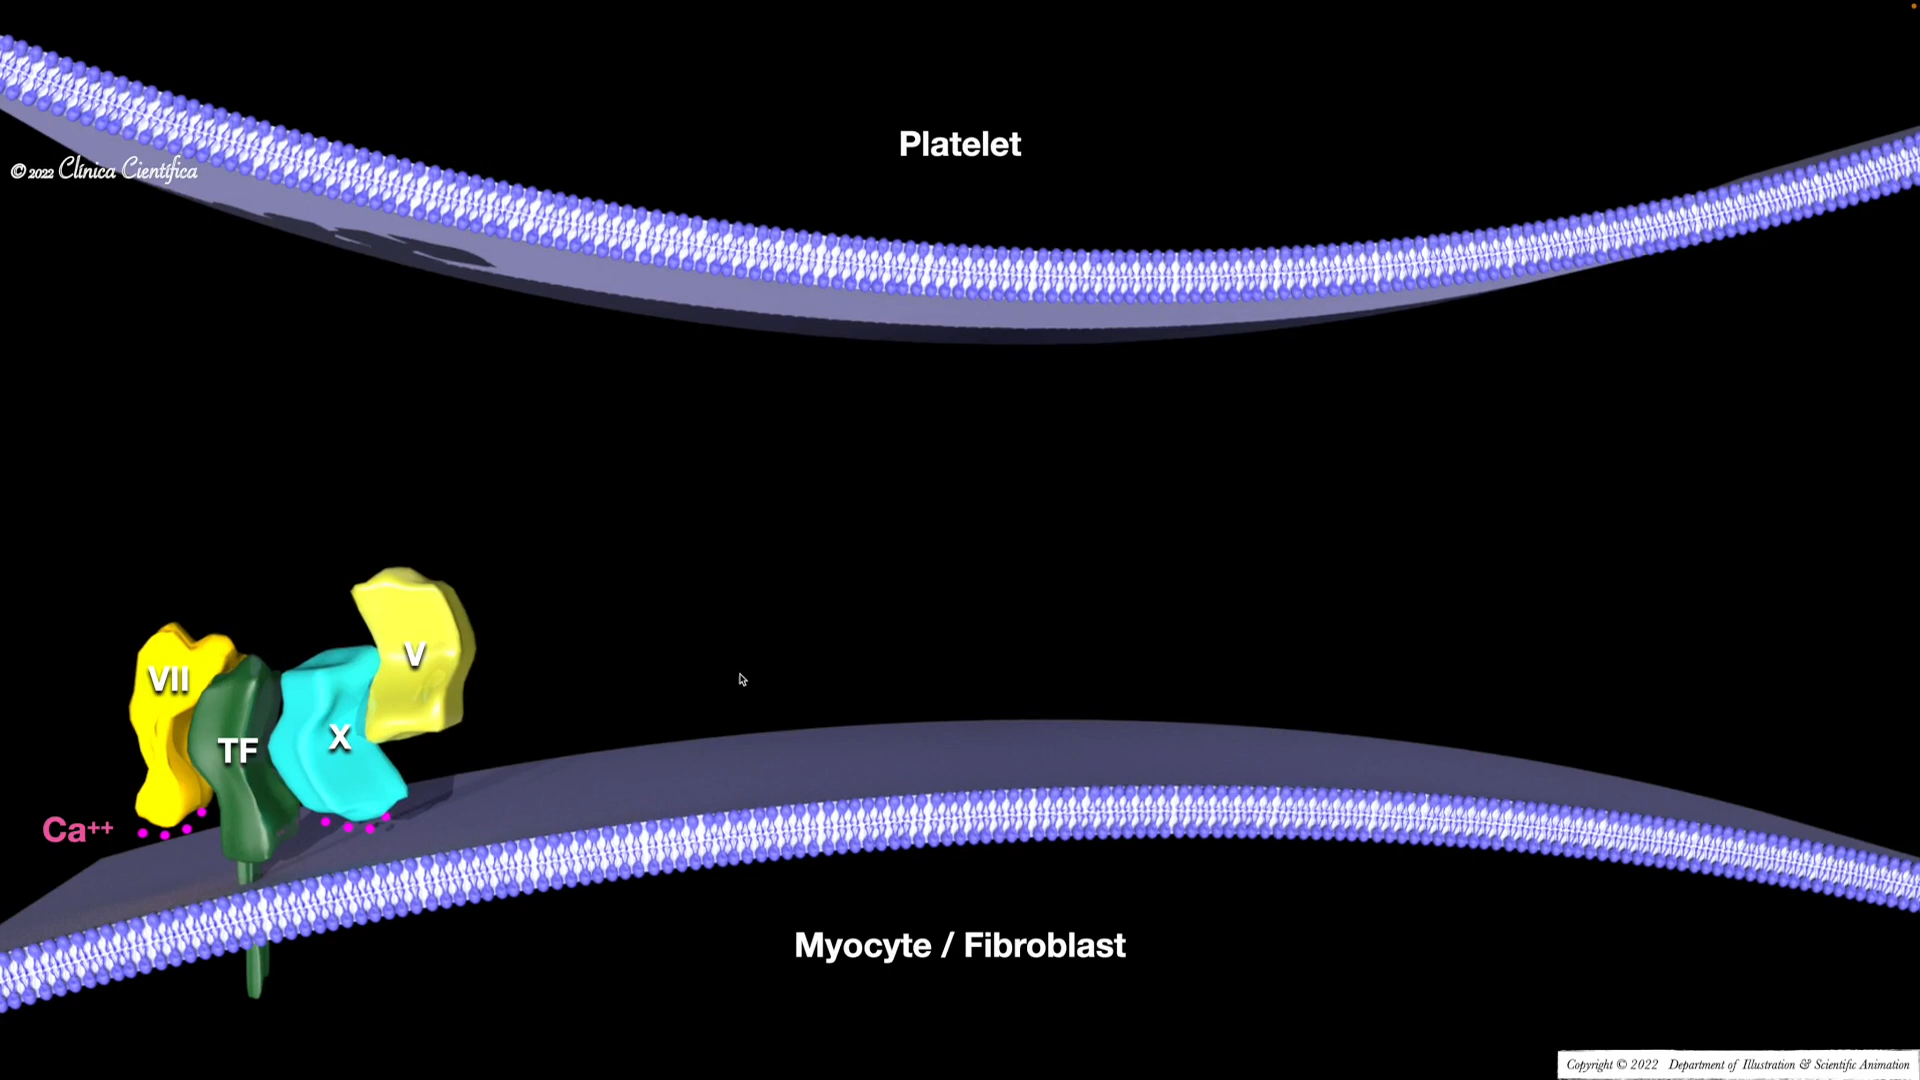 Platelet
© 2022 Clínica Científica
V
VII
X
TF
Ca⁺⁺
Myocyte / Fibroblast
Copyright © 2022 Department of Illustration & Scientific Animation